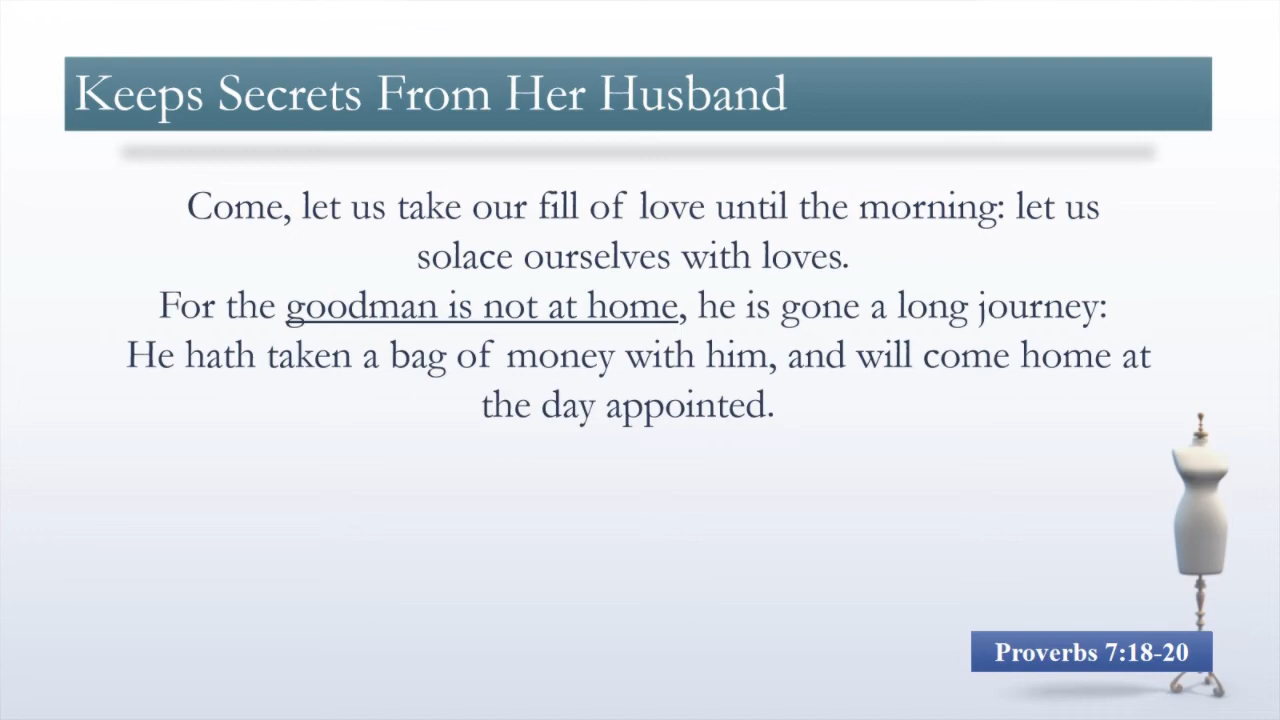 Keeps Secrets From Her Husband
Come, let us take our fill of love until the morning: let us
solace ourselves with loves.
For the goodman is not at home, he is gone a long journey:
He hath taken a bag of money with him, and will come home at
the day appointed.
Proverbs 7:18-20